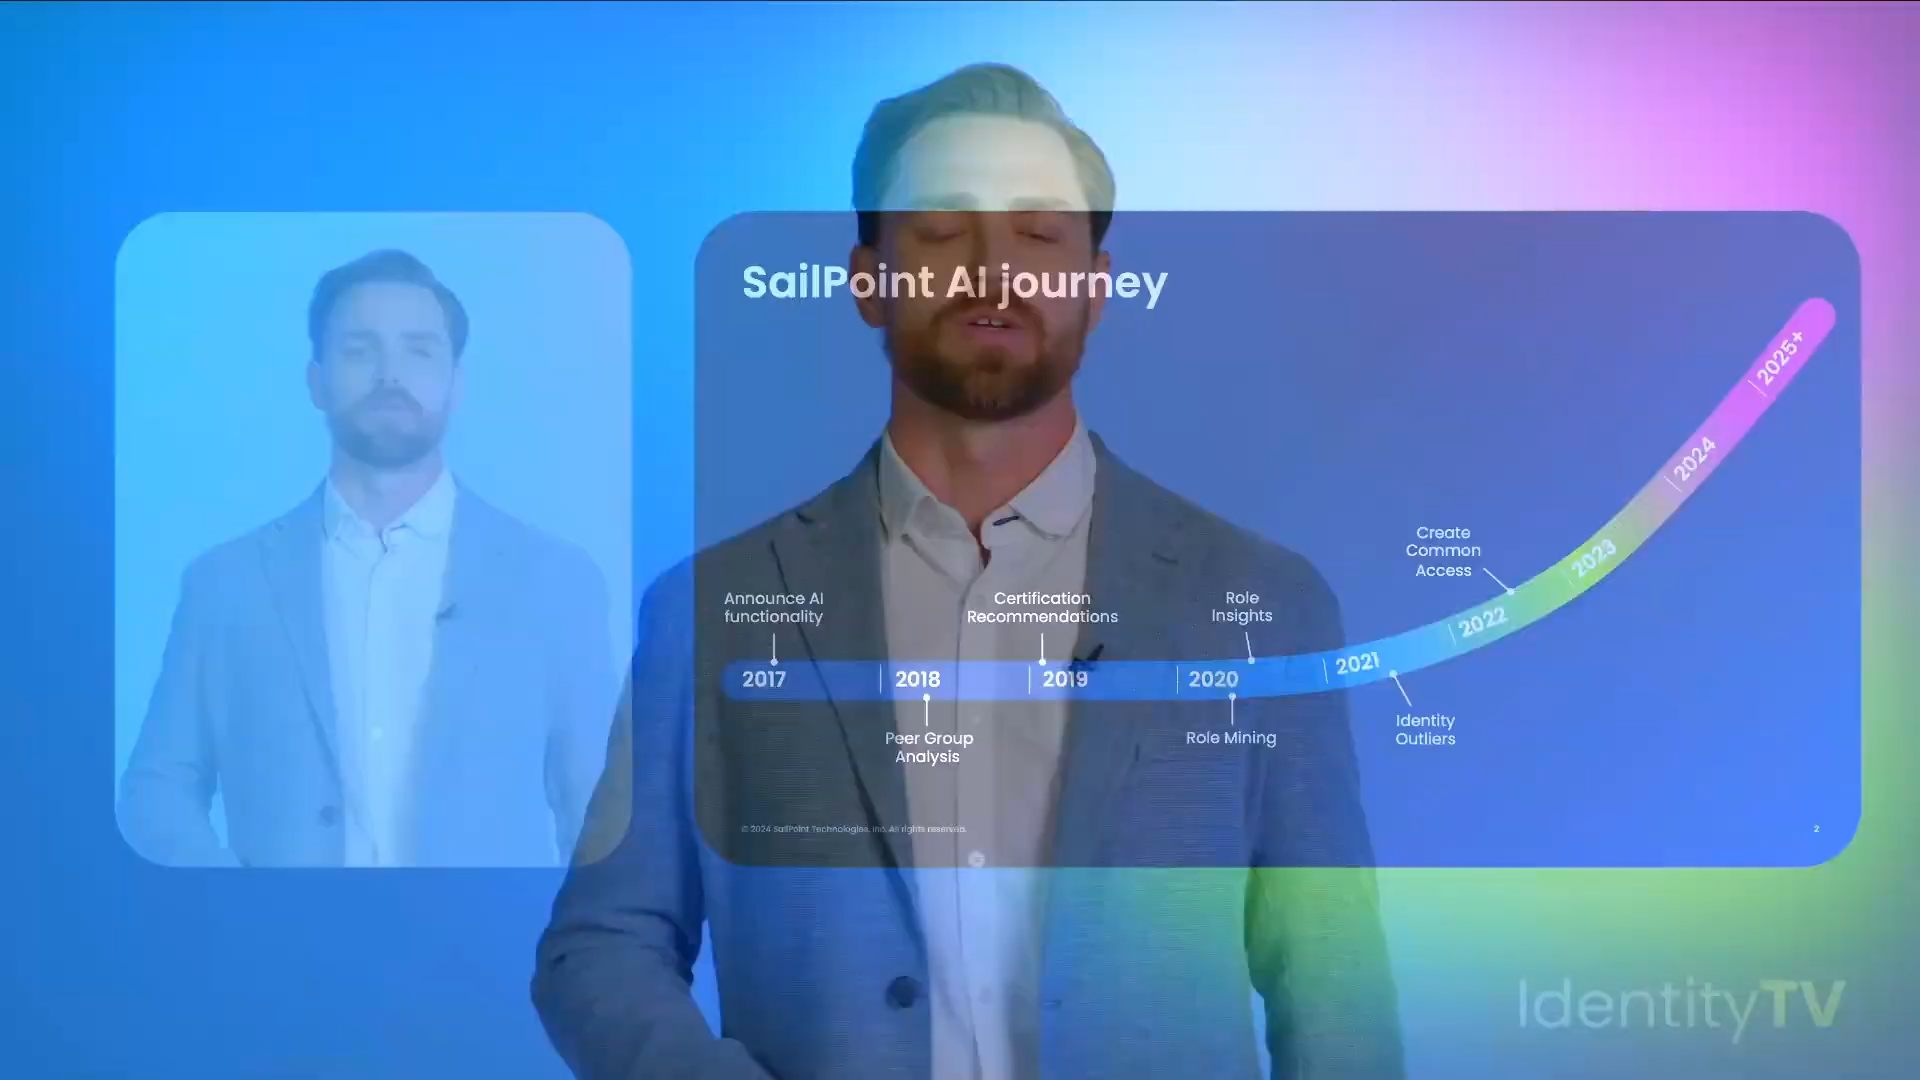 SailPoint AI journey
Announce AI
functionality
Certification
Recommendations
Role
Insights
Create
Common
Access
2017
2018
2019
2020
2021
2022
2023
2024
2025+
Peer Group
Analysis
Role Mining
Identity
Outliers
© 2024 SailPoint Technologies, Inc. All rights reserved.
2
IdentityTV